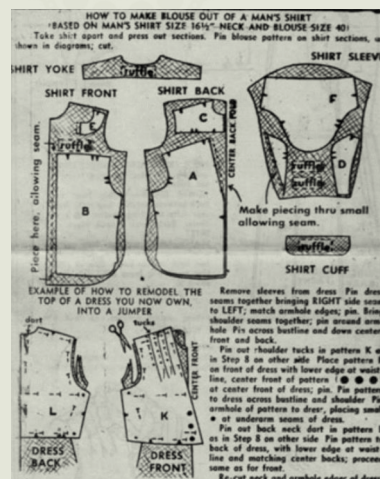 HOW TO MAKE BLOUSE OUT OF A MAN'S SHIRT
(BASED ON MAN'S SHIRT SIZE 16½" NECK AND BLOUSE SIZE 40)
Take shirt apart and press out sections. Pin blouse pattern on shirt sections, 
shown in diagrams; cut.
SHIRT YOKE
ruffle
SHIRT SLEEV
SHIRT FRONT
SHIRT BACK
E
ruffle
Place here, allowing seam.
B
C
A
CENTER BACK FOLD
F
ruffle
ruffle
D
Make piecing thru small
allowing seam.
ruffle
SHIRT CUFF
EXAMPLE OF HOW TO REMODEL THE
TOP OF A DRESS YOU NOW OWN,
INTO A JUMPER
dart
tucks
L
K
CENTER FRONT
DRESS
BACK
DRESS
FRONT
Remove sleeves from dress Pin dres
seams together bringing RIGHT side seam
to LEFT; match armhole edges; pin. Bring
shoulder seams together; pin around arm
hole Pin across bustline and down center
front and back.
Pin out shoulder tucks in pattern K a
in Step 8 on other side Place pattern
on front of dress with lower edge at waist
line, center front of pattern
at center front of dress; pin. Pin pattern
to dress across bustline and shoulder Pin
armhole of pattern to dress, placing small
at underarm seams of dress.
Pin out back neck dart in pattern
as in Step 8 on other side Pin pattern to
back of dress, with lower edge at waist
line and matching center backs; proceed
same as for front.
Re-cut neck and armhole edges of dress